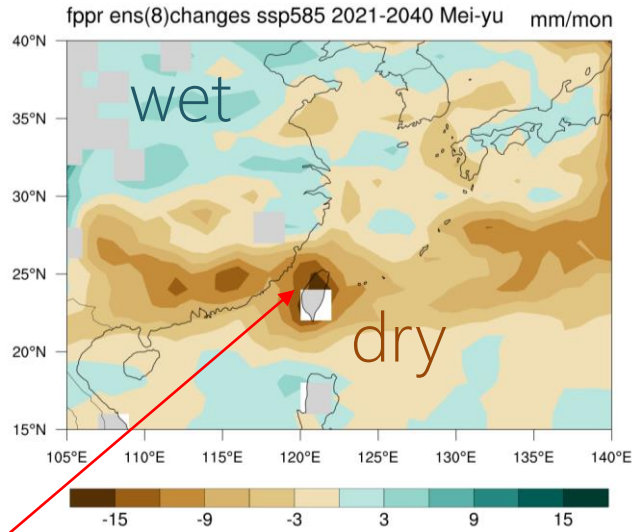 fppr ens(8)changes ssp585 2021-2040 Mei-yu mm/mon
40°N
wet
35°N
30°N
25°N
dry
20°N
15°N
105°E 110°E 115°E 120°E 125°E 130°E 135°E 140°E
-15 -9 -3 3 9 15